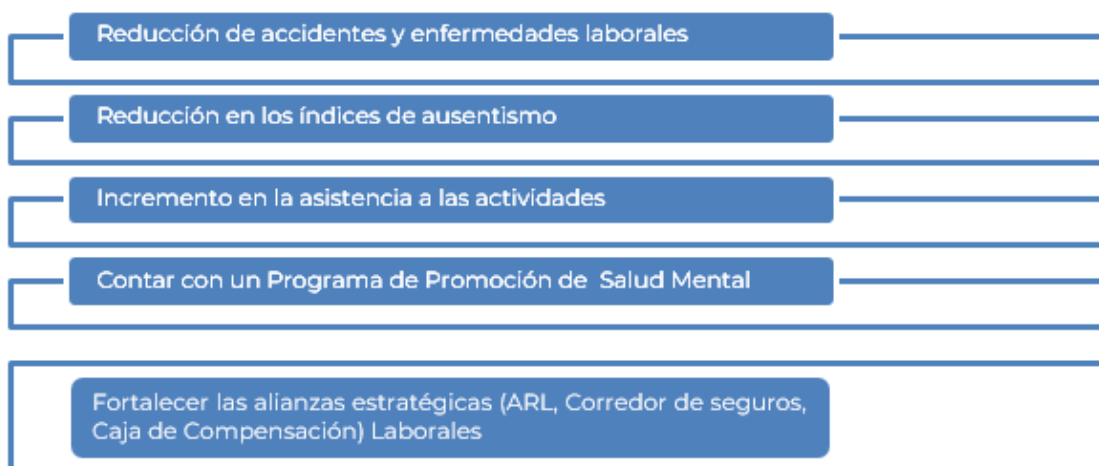 Reducción de accidentes y enfermedades laborales
Reducción en los índices de ausentismo
Incremento en la asistencia a las actividades
Contar con un Programa de Promoción de Salud Mental
Fortalecer las alianzas estratégicas (ARL, Corredor de seguros,
Caja de Compensación) Laborales